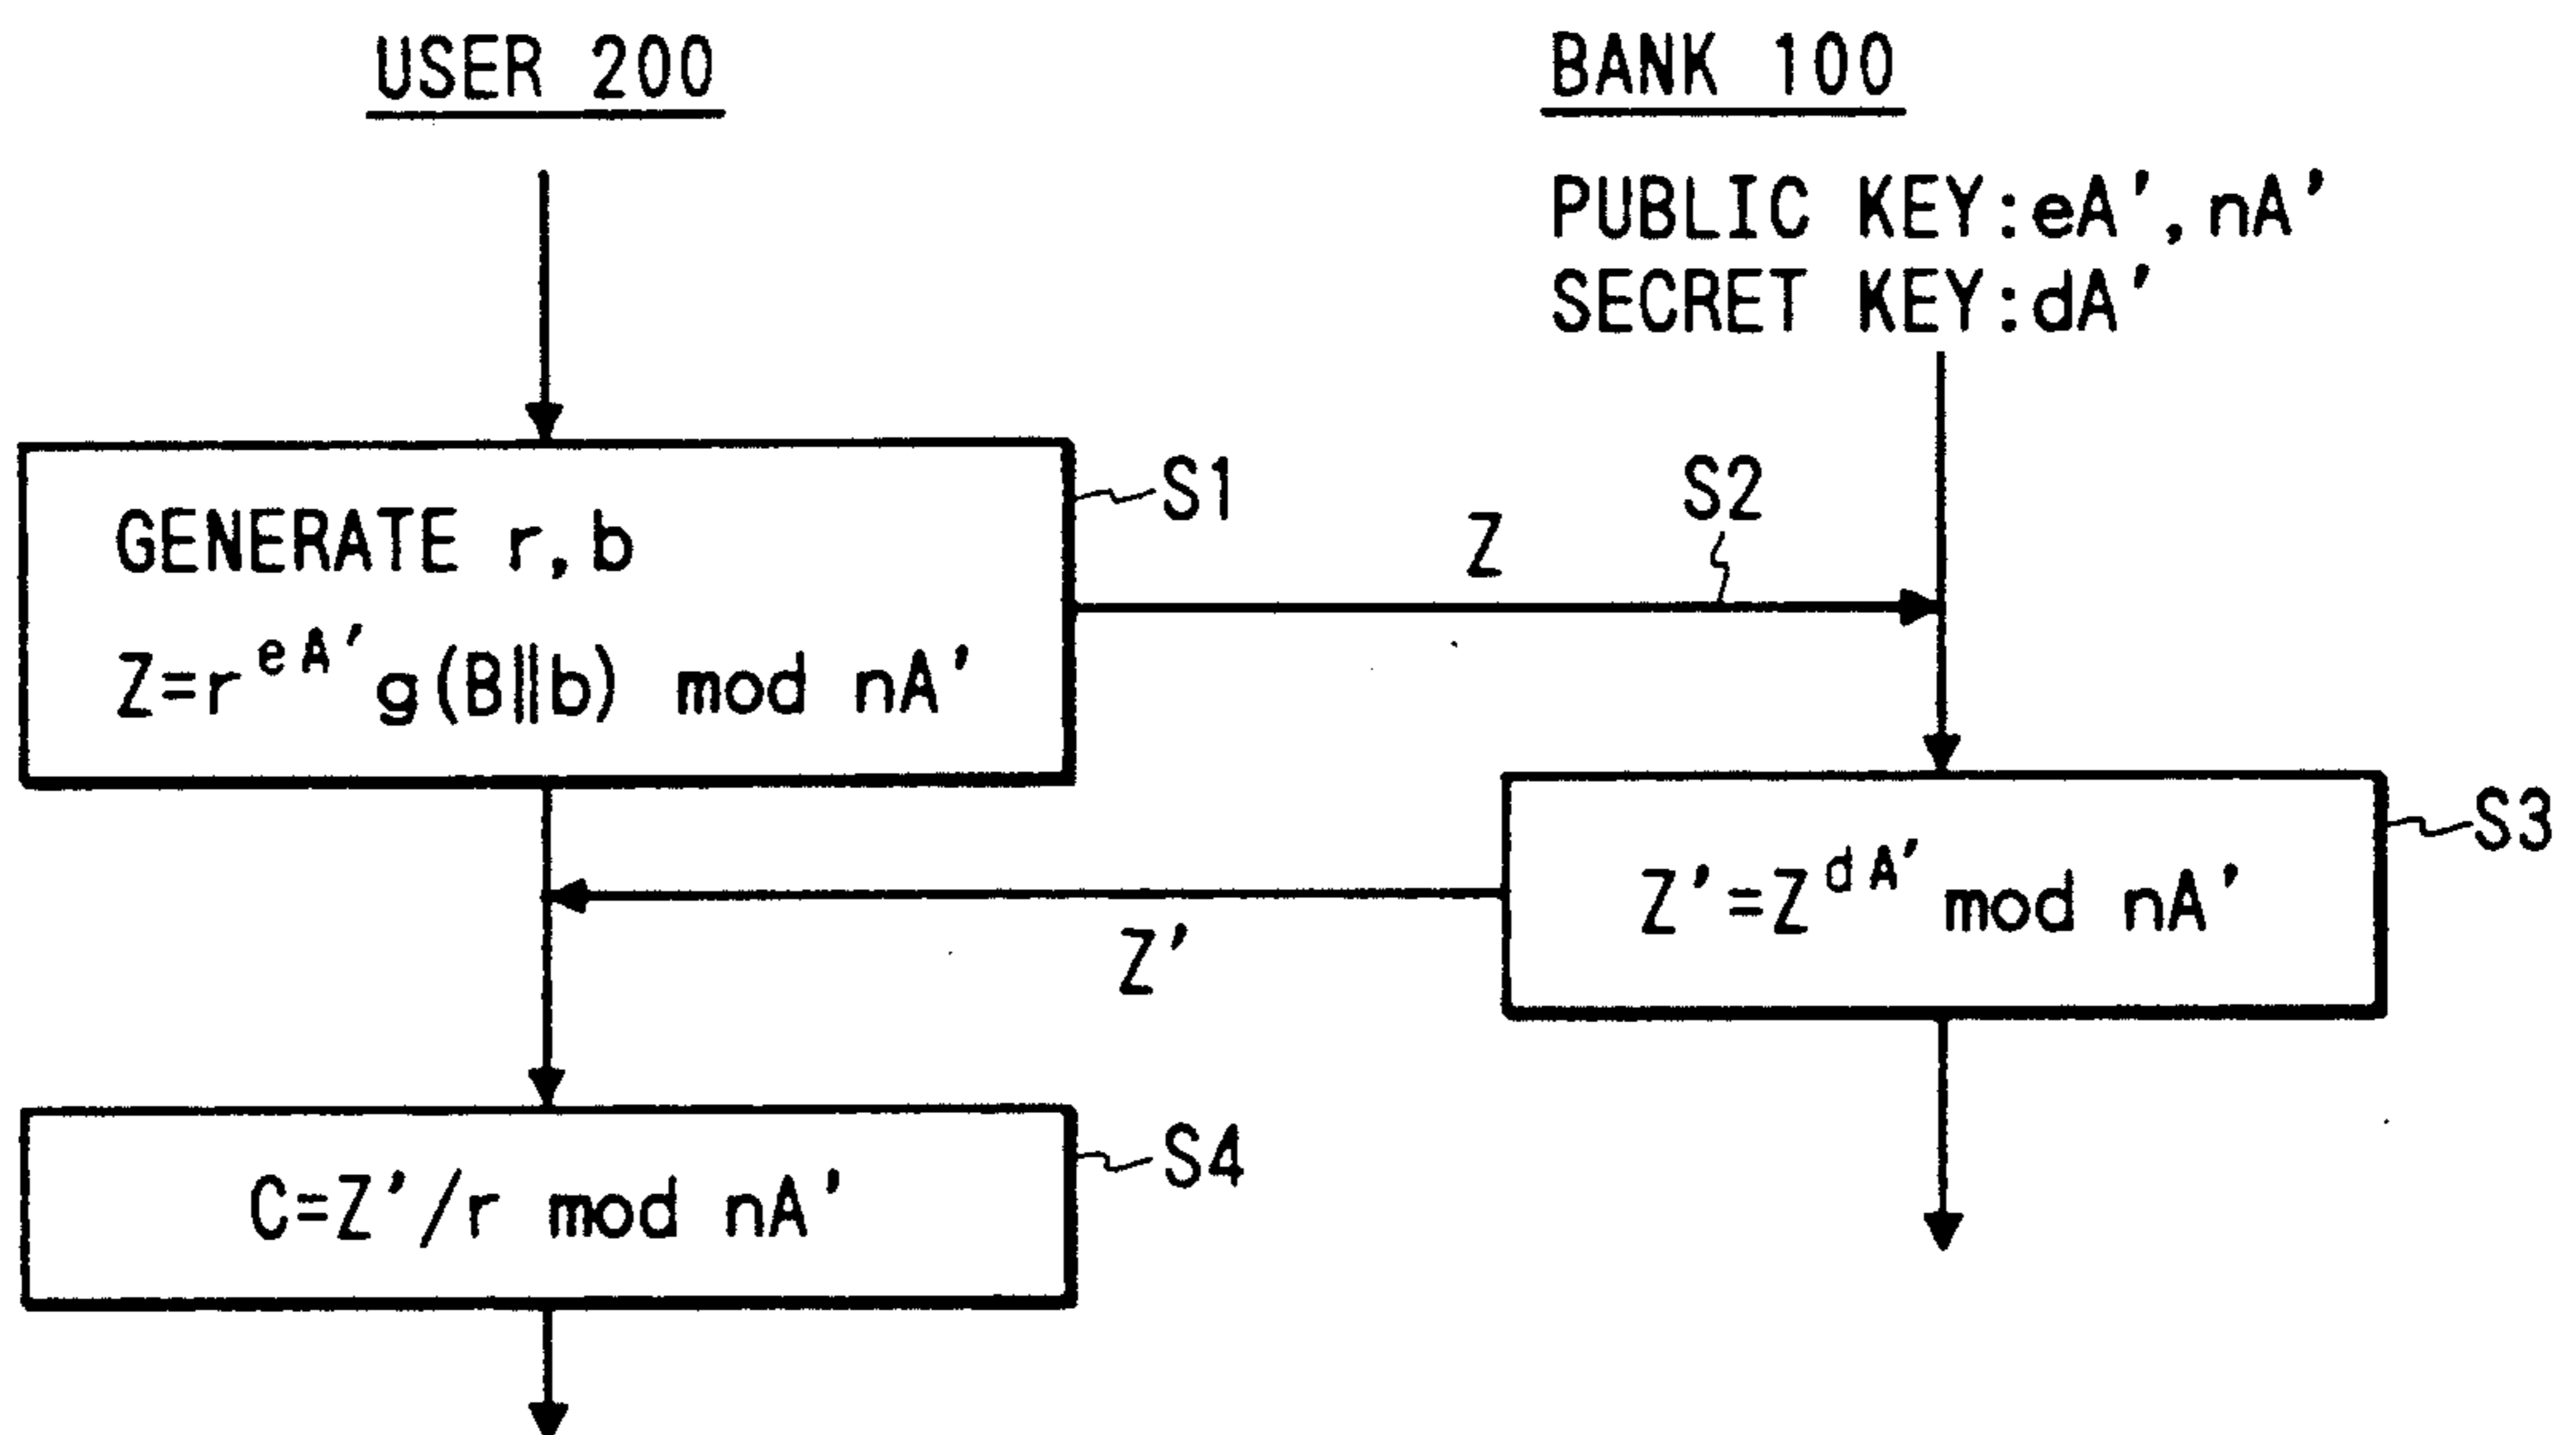 USER 200
BANK 100
PUBLIC KEY:eA',nA'
SECRET KEY:dA'
GENERATE r,b
Z=r^eA' g(B‖b) mod nA'
S1
Z
S2
Z'=Z^dA' mod nA'
S3
Z'
C=Z'/r mod nA'
S4